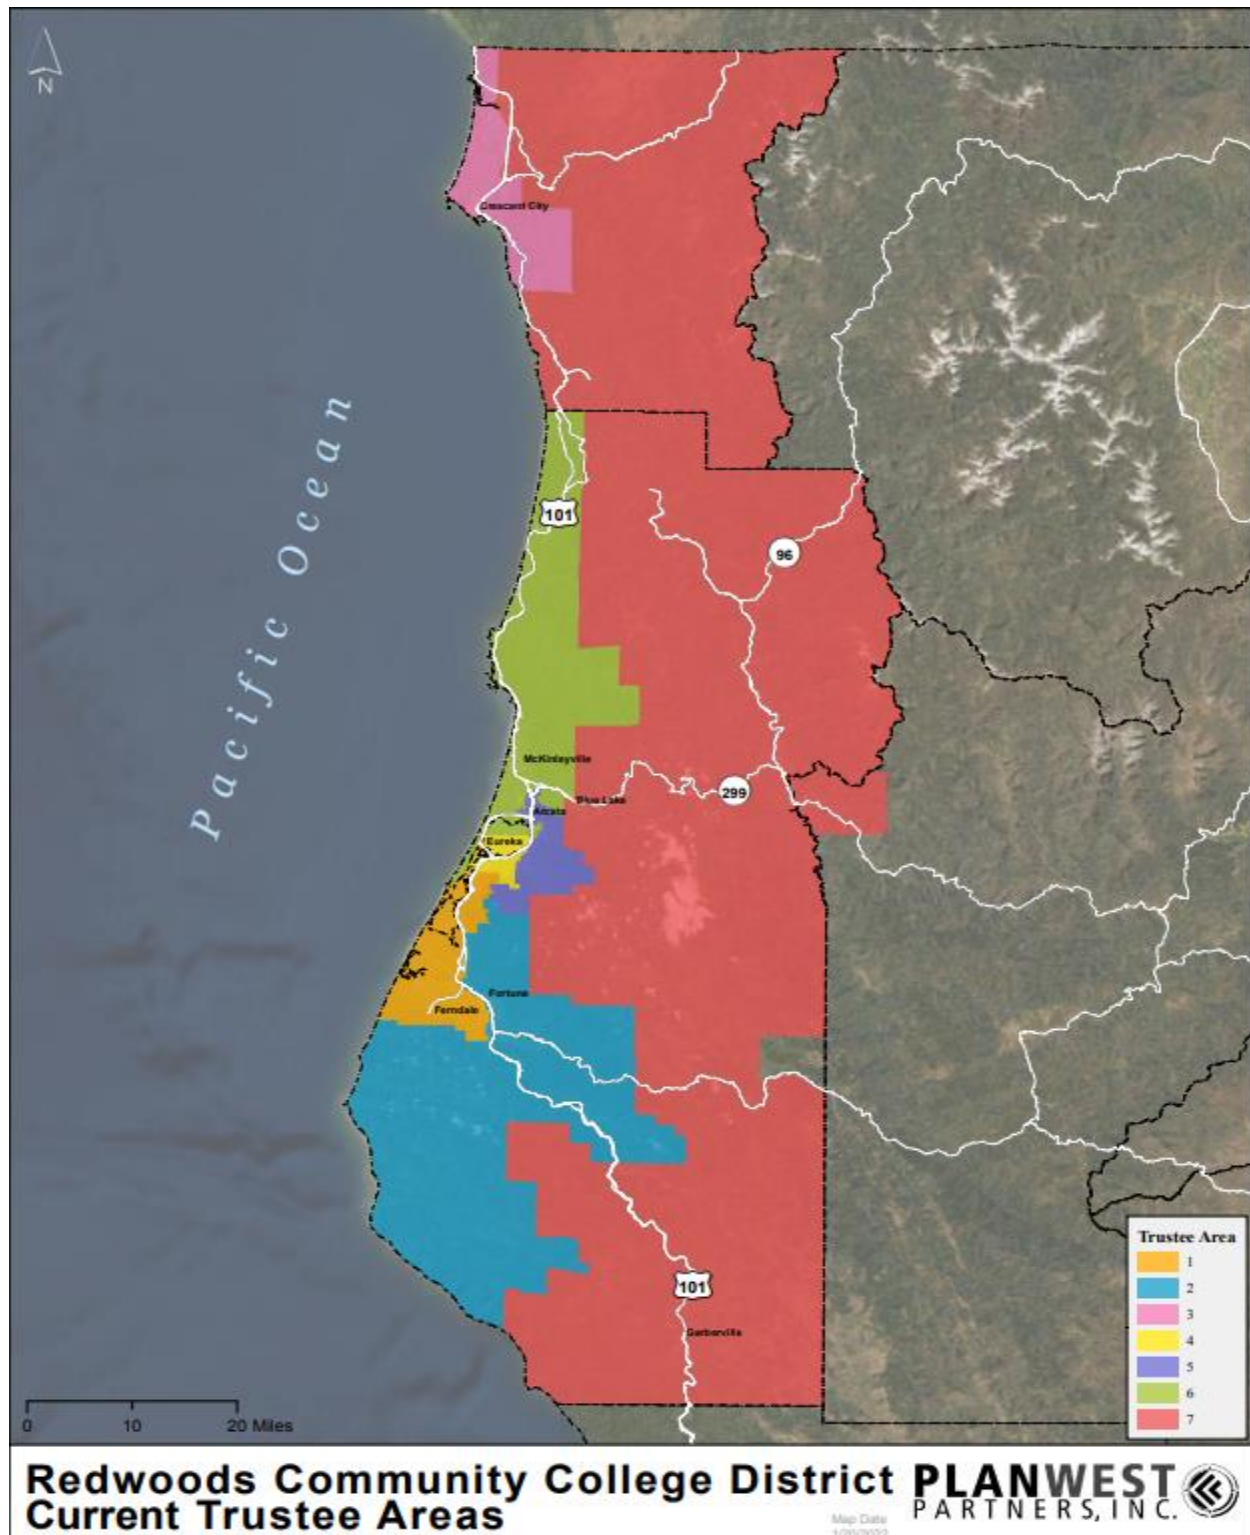 N
Crescent City
Pacific Ocean
101
96
McKinleyville
299
Blue Lake
Arcata
Eureka
Fortuna
Ferndale
101
Garberville
Trustee Area
1
2
3
4
5
6
7
0 10 20 Miles
Redwoods Community College District
Current Trustee Areas
PLANWEST
PARTNERS, INC.
Map Date